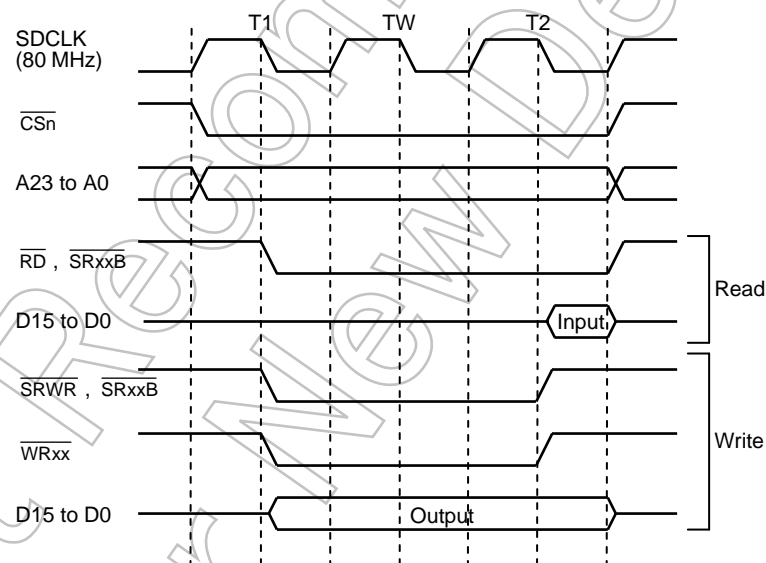 T1 TW T2
SDCLK
(80 MHz)
CSn
A23 to A0
RD , SRxxB
D15 to D0 Input
Read
SRWR , SRxxB
WRxx
Write
D15 to D0 Output